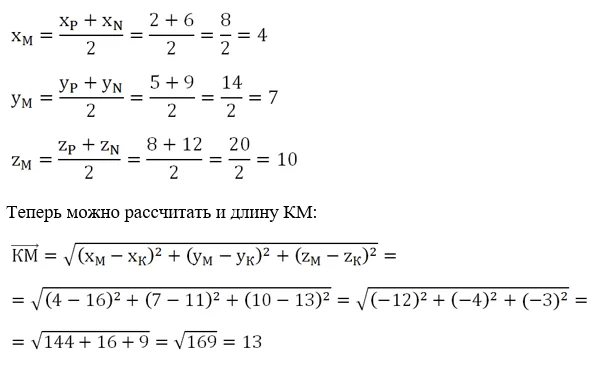 x_M = (x_P + x_N)/2 = (2 + 6)/2 = 8/2 = 4
y_M = (y_P + y_N)/2 = (5 + 9)/2 = 14/2 = 7
z_M = (z_P + z_N)/2 = (8 + 12)/2 = 20/2 = 10
Теперь можно рассчитать и длину КМ:
$\overrightarrow{КМ}$ = √((x_M − x_K)² + (y_M − y_K)² + (z_M − z_K)²) =
= √((4 − 16)² + (7 − 11)² + (10 − 13)²) = √((−12)² + (−4)² + (−3)²) =
= √(144 + 16 + 9) = √169 = 13